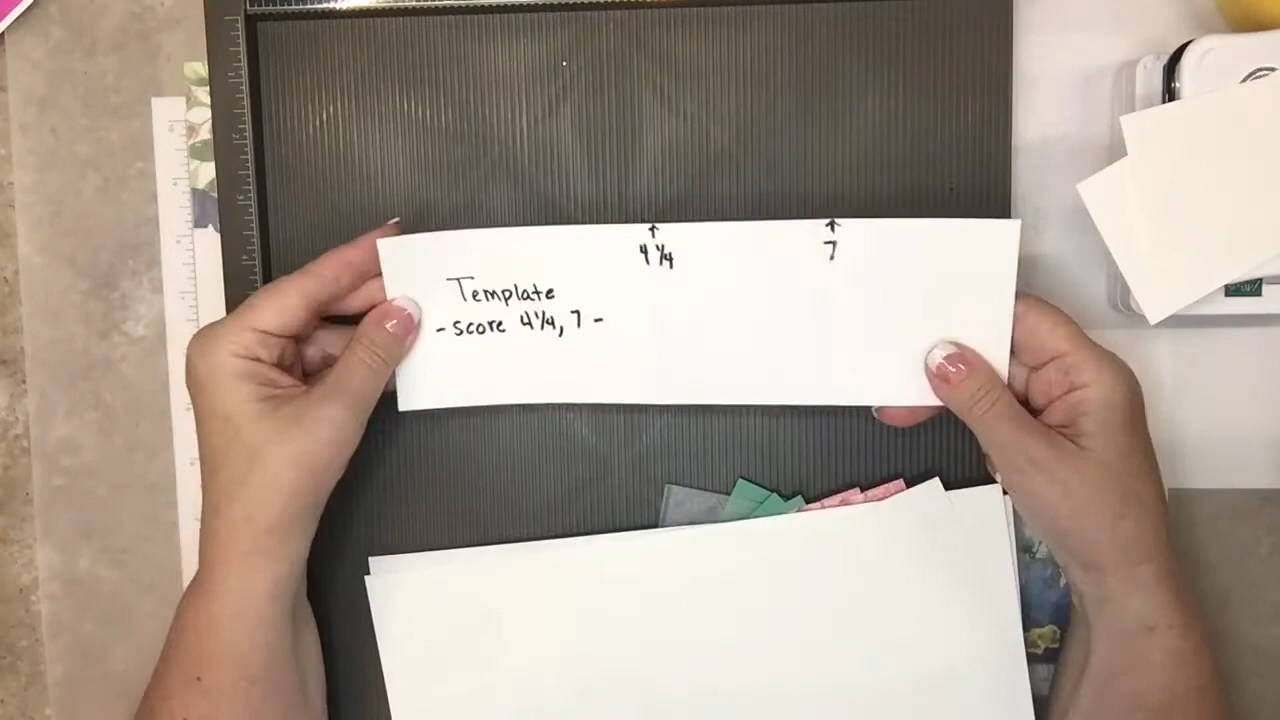 ↑ ↑
4 1/4 7
Template
- score 4 1/4, 7 -